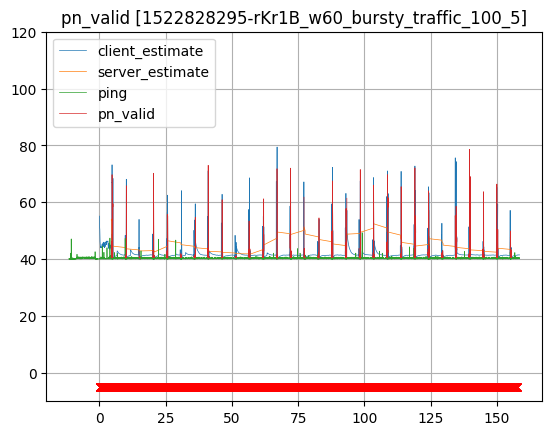 pn_valid [1522828295-rKr1B_w60_bursty_traffic_100_5]
120
100
80
60
40
20
0
client_estimate
server_estimate
ping
pn_valid
0 25 50 75 100 125 150